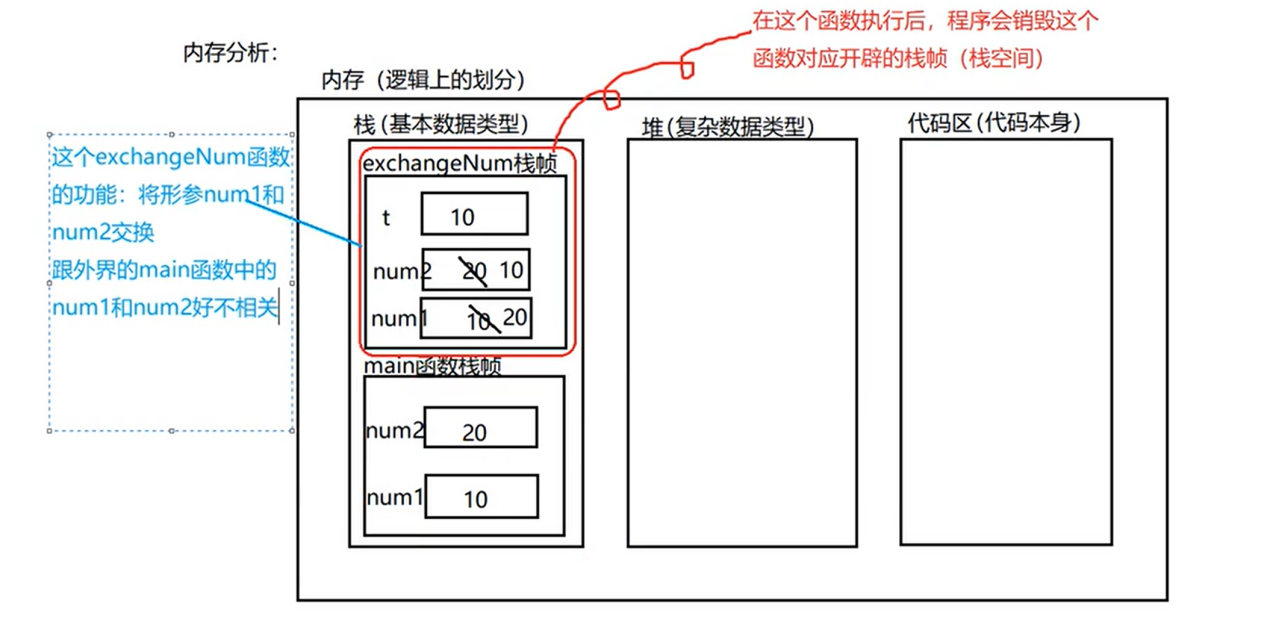 在这个函数执行后，程序会销毁这个
函数对应开辟的栈帧（栈空间）
内存分析：
内存（逻辑上的划分）
栈(基本数据类型)
堆(复杂数据类型)
代码区(代码本身)
这个exchangeNum函数
的功能：将形参num1和
num2交换
跟外界的main函数中的
num1和num2好不相关
exchangeNum栈帧
t 10
num2 20 10
num1 10 20
main函数栈帧
num2 20
num1 10